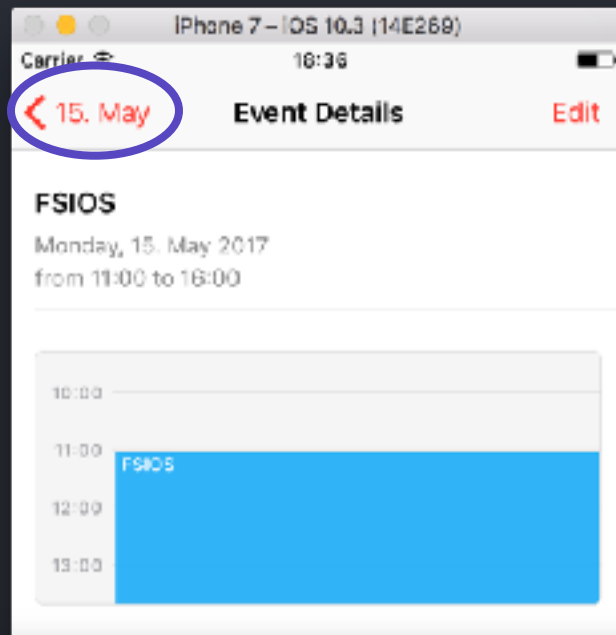 iPhone 7 – iOS 10.3 (14E269)
Carrier 18:36
15. May Event Details Edit
FSIOS
Monday, 15. May 2017
from 11:00 to 16:00
10:00
11:00
FSIOS
12:00
13:00